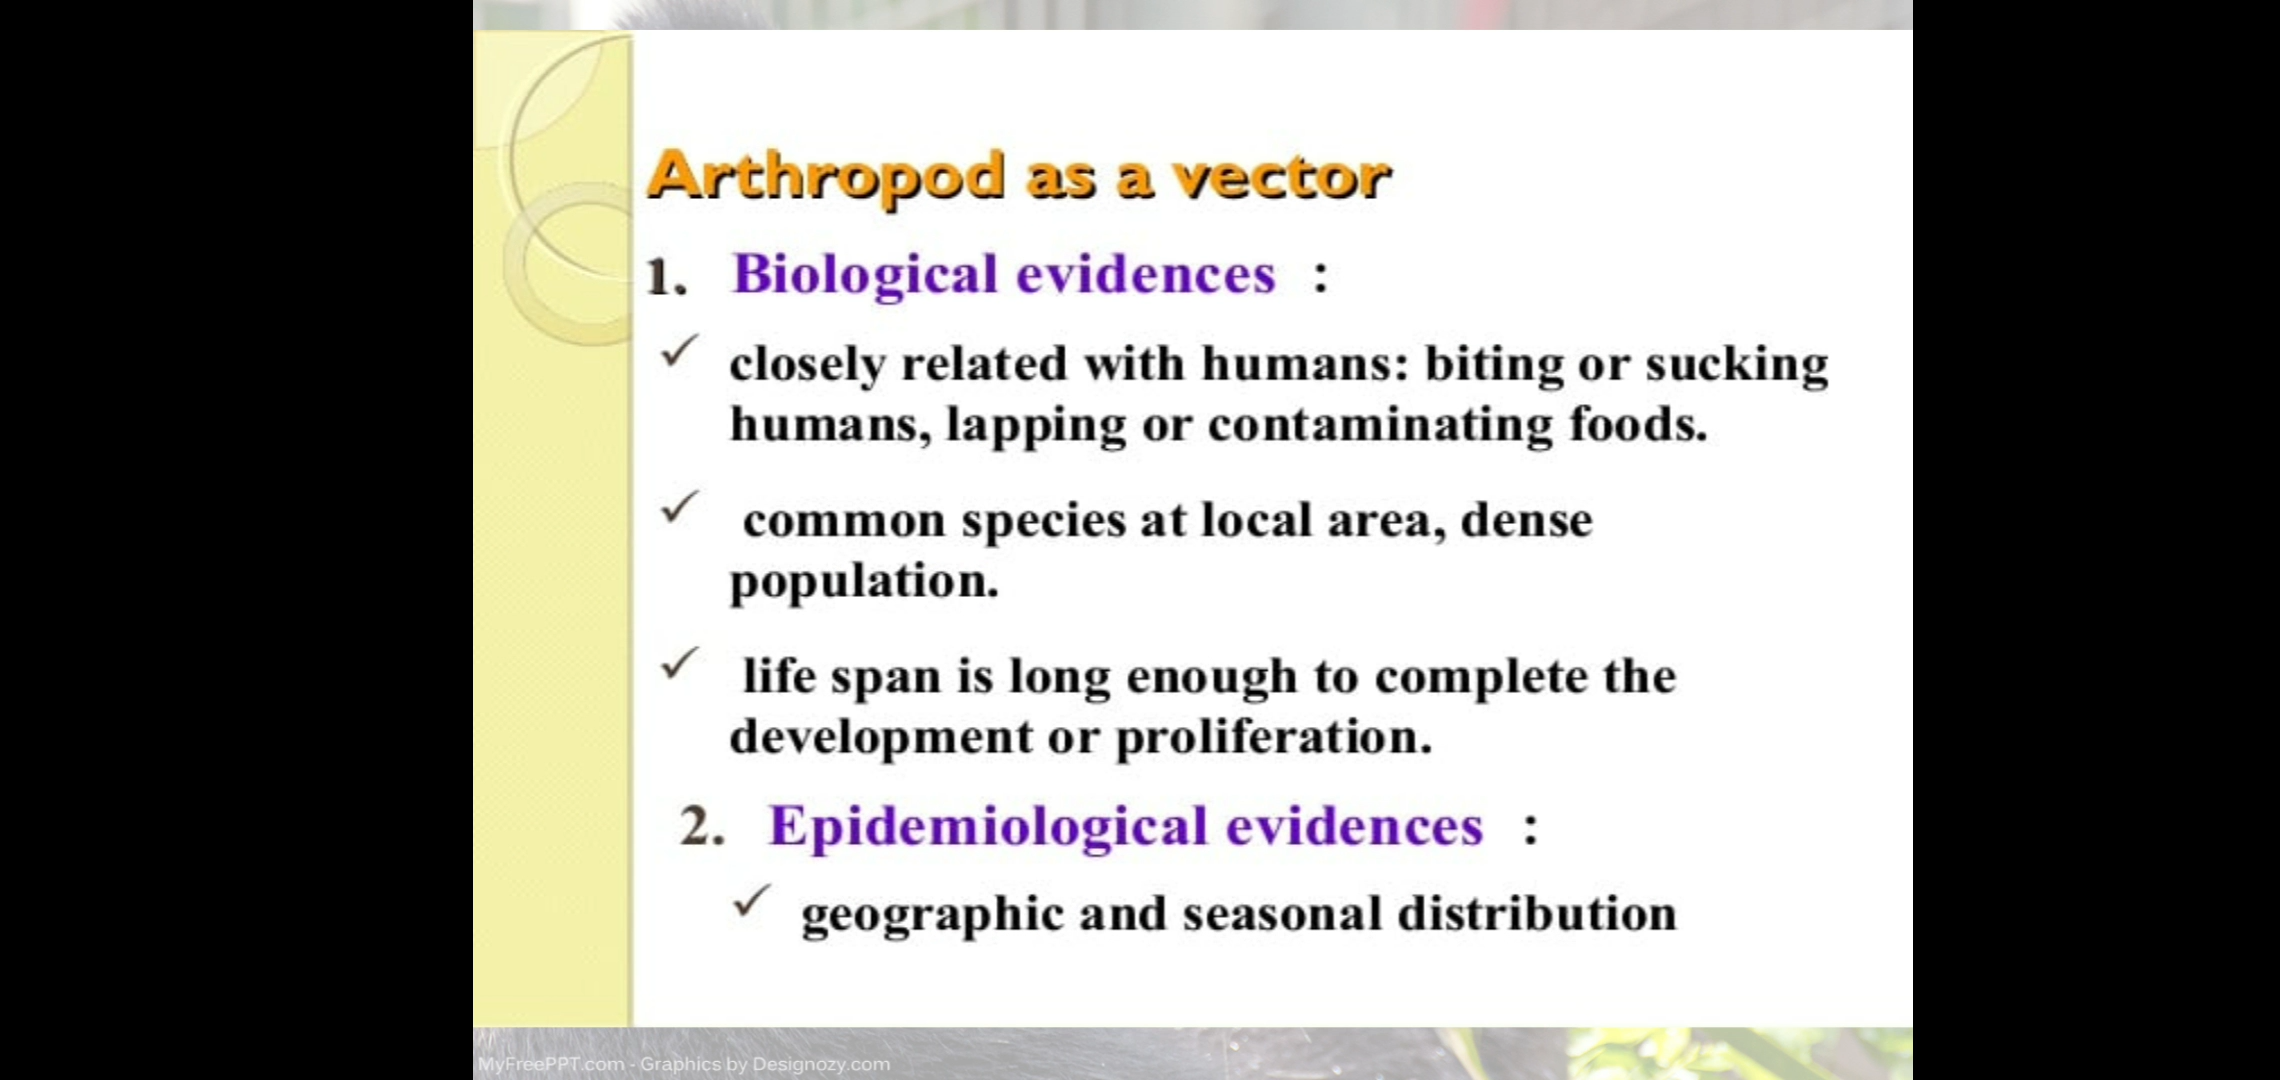 Arthropod as a vector
1. Biological evidences :
✓ closely related with humans: biting or sucking
humans, lapping or contaminating foods.
✓ common species at local area, dense
population.
✓ life span is long enough to complete the
development or proliferation.
2. Epidemiological evidences :
✓ geographic and seasonal distribution
MyFreePPT.com - Graphics by Designozy.com